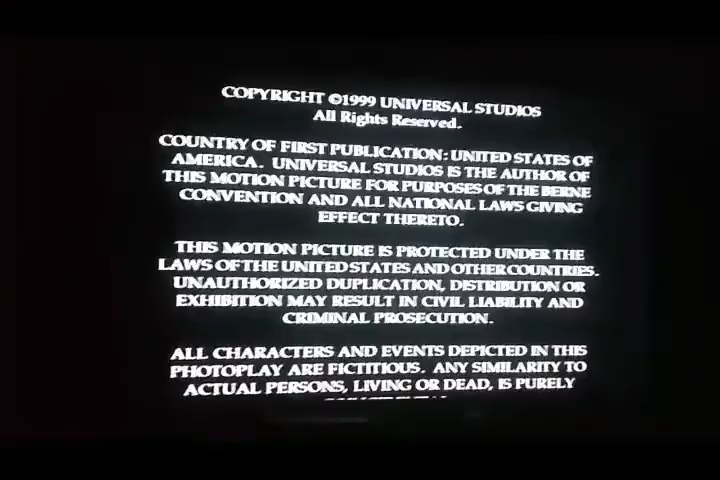 COPYRIGHT ©1999 UNIVERSAL STUDIOS
All Rights Reserved.
COUNTRY OF FIRST PUBLICATION: UNITED STATES OF
AMERICA. UNIVERSAL STUDIOS IS THE AUTHOR OF
THIS MOTION PICTURE FOR PURPOSES OF THE BERNE
CONVENTION AND ALL NATIONAL LAWS GIVING
EFFECT THERETO.
THIS MOTION PICTURE IS PROTECTED UNDER THE
LAWS OF THE UNITED STATES AND OTHER COUNTRIES.
UNAUTHORIZED DUPLICATION, DISTRIBUTION OR
EXHIBITION MAY RESULT IN CIVIL LIABILITY AND
CRIMINAL PROSECUTION.
ALL CHARACTERS AND EVENTS DEPICTED IN THIS
PHOTOPLAY ARE FICTITIOUS. ANY SIMILARITY TO
ACTUAL PERSONS, LIVING OR DEAD, IS PURELY